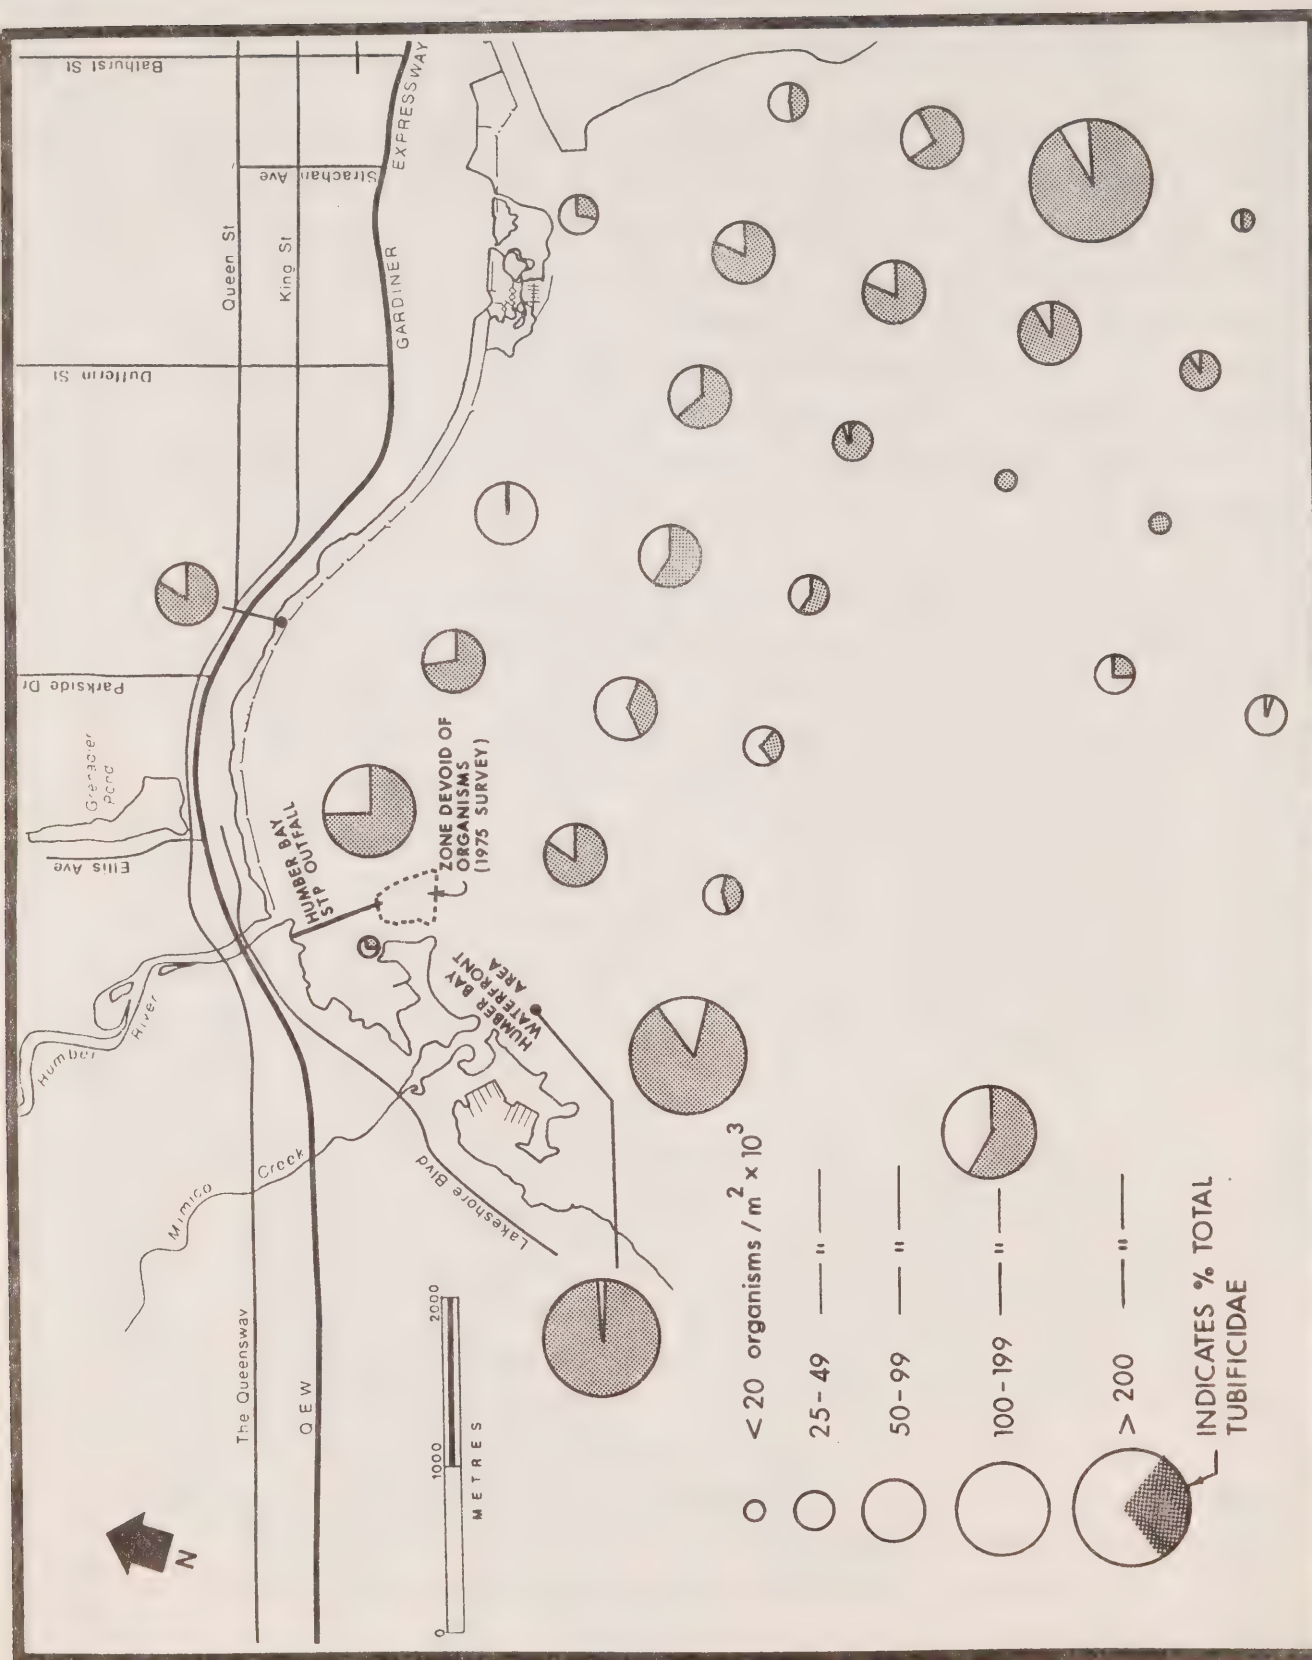 Bathurst St
Strachan Ave
Queen St
King St
GARDINER EXPRESSWAY
Dufferin St
Parkside Dr
Grenadier
Pond
Ellis Ave
HUMBER BAY
STP OUTFALL
ZONE DEVOID OF
ORGANISMS
(1975 SURVEY)
HUMBER BAY
WATERFRONT
AREA
Humber
River
Mimico Creek
Lakeshore Blvd
The Queensway
QEW
0 1000 2000
METRES
N
< 20 organisms / m² x 10³
25 - 49 — " —
50 - 99 — " —
100 - 199 — " —
> 200 — " —
INDICATES % TOTAL
TUBIFICIDAE